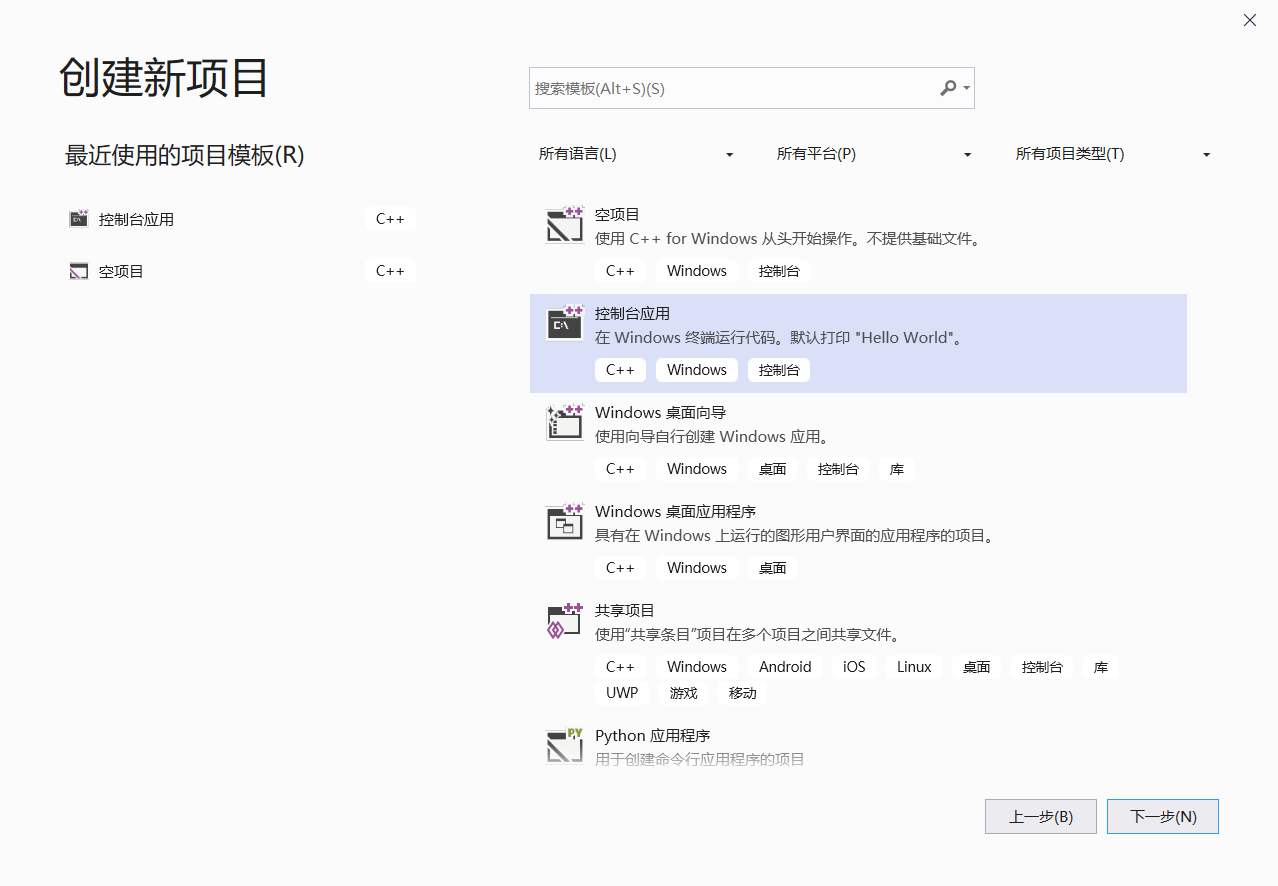 创建新项目
搜索模板(Alt+S)(S)
最近使用的项目模板(R)
所有语言(L) 所有平台(P) 所有项目类型(T)
控制台应用 C++
空项目 C++
空项目
使用 C++ for Windows 从头开始操作。不提供基础文件。
C++ Windows 控制台
控制台应用
在 Windows 终端运行代码。默认打印 "Hello World"。
C++ Windows 控制台
Windows 桌面向导
使用向导自行创建 Windows 应用。
C++ Windows 桌面 控制台 库
Windows 桌面应用程序
具有在 Windows 上运行的图形用户界面的应用程序的项目。
C++ Windows 桌面
共享项目
使用“共享条目”项目在多个项目之间共享文件。
C++ Windows Android iOS Linux 桌面 控制台 库
UWP 游戏 移动
PY
Python 应用程序
用于创建命令行应用程序的项目
上一步(B) 下一步(N)